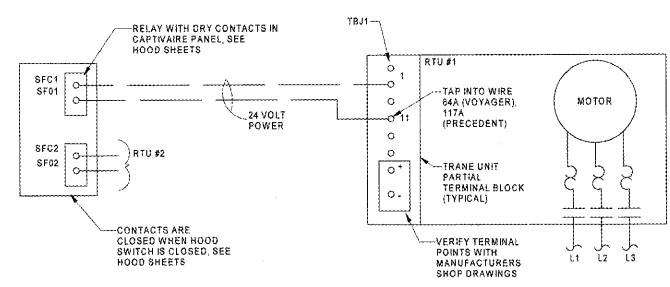 RELAY WITH DRY CONTACTS IN
CAPTIVAIRE PANEL, SEE
HOOD SHEETS
TBJ1
RTU #1
SFC1
SF01
1
TAP INTO WIRE
64A (VOYAGER),
117A
(PRECEDENT)
MOTOR
24 VOLT
POWER
11
SFC2
SF02
RTU #2
+
-
TRANE UNIT
PARTIAL
TERMINAL BLOCK
(TYPICAL)
CONTACTS ARE
CLOSED WHEN HOOD
SWITCH IS CLOSED, SEE
HOOD SHEETS
VERIFY TERMINAL
POINTS WITH
MANUFACTURERS
SHOP DRAWINGS
L1
L2
L3